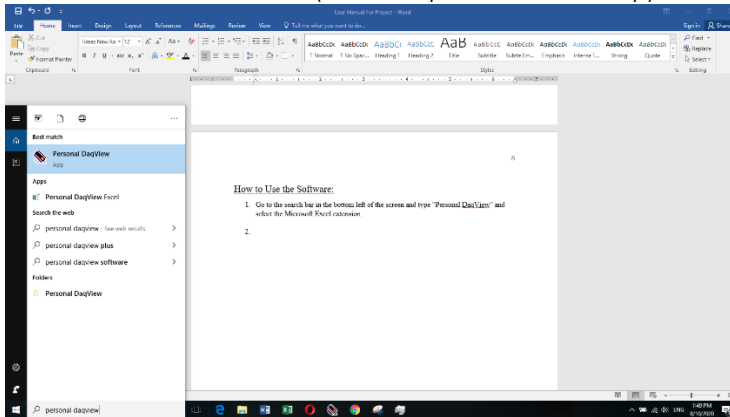 User Manual For Project - Word
File Home Insert Design Layout References Mailings Review View Tell me what you want to do... Sign in Share
Paste
Cut
Copy
Format Painter
Times New Ro 12
Clipboard Font Paragraph Styles Editing
AaBbCcDc AaBbCcDc AaBbCc AaBbCcC AaB AaBbCcC AaBbCcDc AaBbCcDc AaBbCcDc AaBbCcDc AaBbCcDc
¶ Normal ¶ No Spac... Heading 1 Heading 2 Title Subtitle Subtle Em... Emphasis Intense E... Strong Quote
Find
Replace
Select
Best match
Personal DaqView
App
Apps
Personal DaqView Excel
Search the web
personal daqview - See web results
personal daqview plus
personal daqview software
Folders
Personal DaqView
personal daqview
8
How to Use the Software:
1. Go to the search bar in the bottom left of the screen and type "Personal DaqView" and
select the Microsoft Excel extension
2.
ENG
1:49 PM
8/10/2020